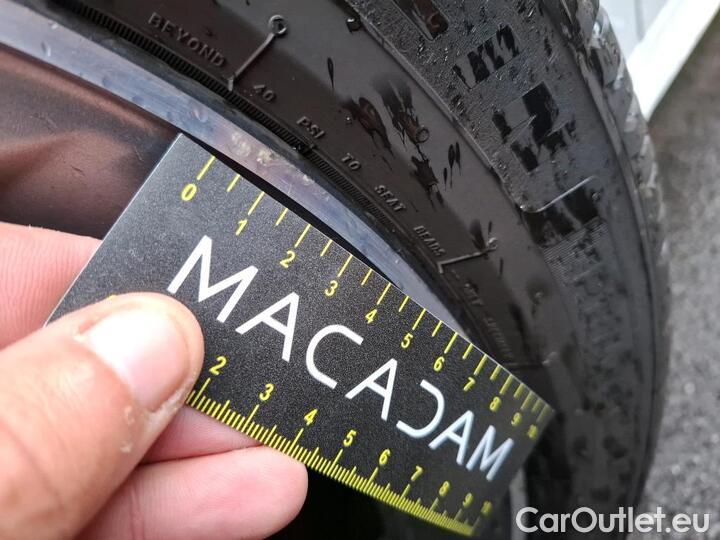 BEYOND 40 PSI TO SEAT BEADS
0 1 2 3 4 5 6 7 8 9 10
MACADAM
2 3 4 5 6 7 8 9 10
CarOutlet.eu